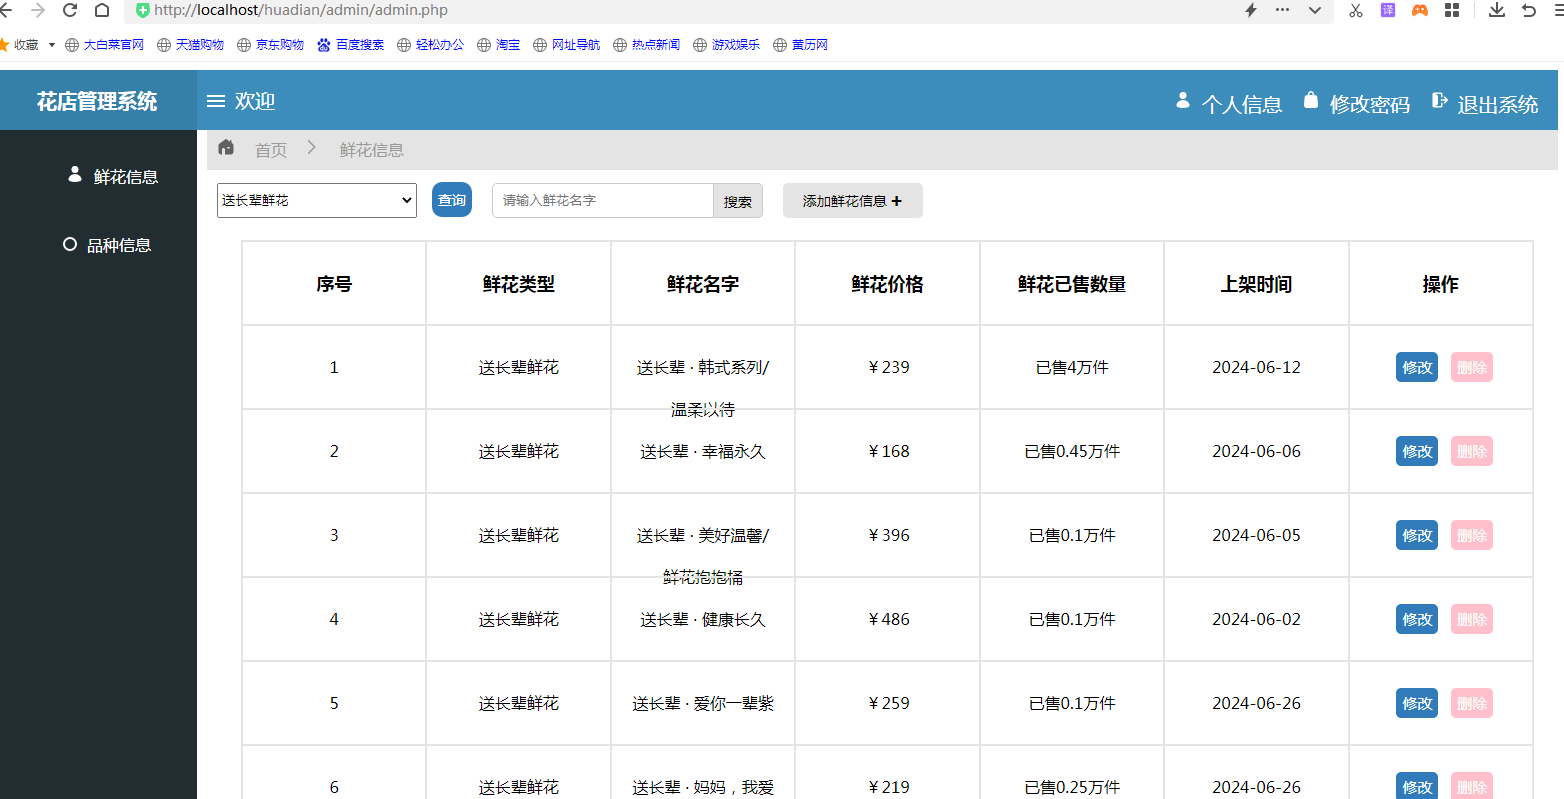 http://localhost/huadian/admin/admin.php
译
收藏 大白菜官网 天猫购物 京东购物 百度搜索 轻松办公 淘宝 网址导航 热点新闻 游戏娱乐 黄历网
花店管理系统 欢迎 个人信息 修改密码 退出系统
首页 鲜花信息
鲜花信息
品种信息
送长辈鲜花 查询 请输入鲜花名字 搜索 添加鲜花信息 +
序号 鲜花类型 鲜花名字 鲜花价格 鲜花已售数量 上架时间 操作
1 送长辈鲜花 送长辈 · 韩式系列/ ¥239 已售4万件 2024-06-12 修改 删除
温柔以待
2 送长辈鲜花 送长辈 · 幸福永久 ¥168 已售0.45万件 2024-06-06 修改 删除
3 送长辈鲜花 送长辈 · 美好温馨/ ¥396 已售0.1万件 2024-06-05 修改 删除
鲜花抱抱桶
4 送长辈鲜花 送长辈 · 健康长久 ¥486 已售0.1万件 2024-06-02 修改 删除
5 送长辈鲜花 送长辈 · 爱你一辈紫 ¥259 已售0.1万件 2024-06-26 修改 删除
6 送长辈鲜花 送长辈 · 妈妈，我爱 ¥219 已售0.25万件 2024-06-26 修改 删除